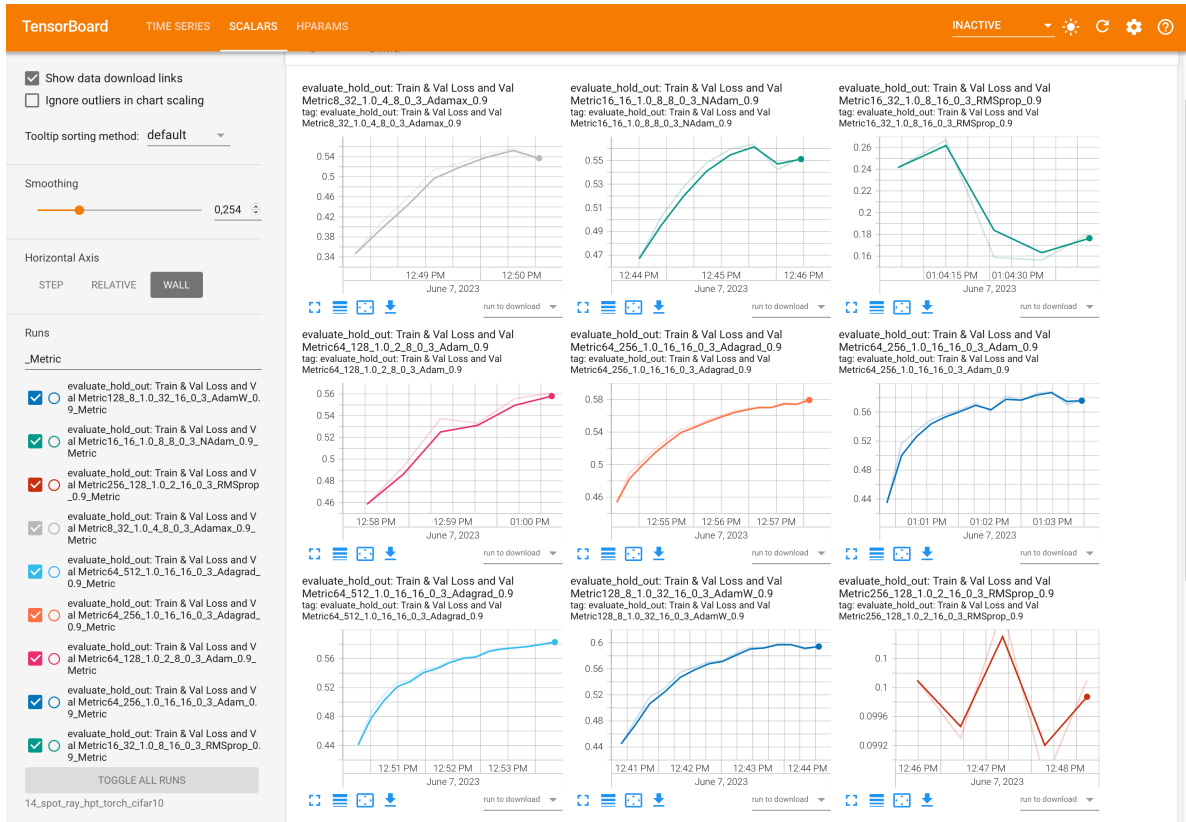 TensorBoard TIME SERIES SCALARS HPARAMS INACTIVE
Show data download links
Ignore outliers in chart scaling
Tooltip sorting method: default
Smoothing
0,254
Horizontal Axis
STEP RELATIVE WALL
Runs
_Metric
evaluate_hold_out: Train & Val Loss and V
al Metric128_8_1.0_32_16_0_3_AdamW_0.
9_Metric
evaluate_hold_out: Train & Val Loss and V
al Metric16_16_1.0_8_8_0_3_NAdam_0.9_
Metric
evaluate_hold_out: Train & Val Loss and V
al Metric256_128_1.0_2_16_0_3_RMSprop
_0.9_Metric
evaluate_hold_out: Train & Val Loss and V
al Metric8_32_1.0_4_8_0_3_Adamax_0.9_
Metric
evaluate_hold_out: Train & Val Loss and V
al Metric64_512_1.0_16_16_0_3_Adagrad_
0.9_Metric
evaluate_hold_out: Train & Val Loss and V
al Metric64_256_1.0_16_16_0_3_Adagrad_
0.9_Metric
evaluate_hold_out: Train & Val Loss and V
al Metric64_128_1.0_2_8_0_3_Adam_0.9_
Metric
evaluate_hold_out: Train & Val Loss and V
al Metric64_256_1.0_16_16_0_3_Adam_0.
9_Metric
evaluate_hold_out: Train & Val Loss and V
al Metric16_32_1.0_8_16_0_3_RMSprop_0.
9_Metric
TOGGLE ALL RUNS
14_spot_ray_hpt_torch_cifar10
evaluate_hold_out: Train & Val Loss and Val
Metric8_32_1.0_4_8_0_3_Adamax_0.9
tag: evaluate_hold_out: Train & Val Loss and Val
Metric8_32_1.0_4_8_0_3_Adamax_0.9
0.54
0.5
0.46
0.42
0.38
0.34
12:49 PM 12:50 PM
June 7, 2023
run to download
evaluate_hold_out: Train & Val Loss and Val
Metric16_16_1.0_8_8_0_3_NAdam_0.9
tag: evaluate_hold_out: Train & Val Loss and Val
Metric16_16_1.0_8_8_0_3_NAdam_0.9
0.55
0.53
0.51
0.49
0.47
12:44 PM 12:45 PM 12:46 PM
June 7, 2023
run to download
evaluate_hold_out: Train & Val Loss and Val
Metric16_32_1.0_8_16_0_3_RMSprop_0.9
tag: evaluate_hold_out: Train & Val Loss and Val
Metric16_32_1.0_8_16_0_3_RMSprop_0.9
0.26
0.24
0.22
0.2
0.18
0.16
01:04:15 PM 01:04:30 PM
June 7, 2023
run to download
evaluate_hold_out: Train & Val Loss and Val
Metric64_128_1.0_2_8_0_3_Adam_0.9
tag: evaluate_hold_out: Train & Val Loss and Val
Metric64_128_1.0_2_8_0_3_Adam_0.9
0.56
0.54
0.52
0.5
0.48
0.46
12:58 PM 12:59 PM 01:00 PM
June 7, 2023
run to download
evaluate_hold_out: Train & Val Loss and Val
Metric64_256_1.0_16_16_0_3_Adagrad_0.9
tag: evaluate_hold_out: Train & Val Loss and Val
Metric64_256_1.0_16_16_0_3_Adagrad_0.9
0.58
0.54
0.5
0.46
12:55 PM 12:56 PM 12:57 PM
June 7, 2023
run to download
evaluate_hold_out: Train & Val Loss and Val
Metric64_256_1.0_16_16_0_3_Adam_0.9
tag: evaluate_hold_out: Train & Val Loss and Val
Metric64_256_1.0_16_16_0_3_Adam_0.9
0.56
0.52
0.48
0.44
01:01 PM 01:02 PM 01:03 PM
June 7, 2023
run to download
evaluate_hold_out: Train & Val Loss and Val
Metric64_512_1.0_16_16_0_3_Adagrad_0.9
tag: evaluate_hold_out: Train & Val Loss and Val
Metric64_512_1.0_16_16_0_3_Adagrad_0.9
0.56
0.52
0.48
0.44
12:51 PM 12:52 PM 12:53 PM
June 7, 2023
run to download
evaluate_hold_out: Train & Val Loss and Val
Metric128_8_1.0_32_16_0_3_AdamW_0.9
tag: evaluate_hold_out: Train & Val Loss and Val
Metric128_8_1.0_32_16_0_3_AdamW_0.9
0.6
0.56
0.52
0.48
0.44
12:41 PM 12:42 PM 12:43 PM 12:44 PM
June 7, 2023
run to download
evaluate_hold_out: Train & Val Loss and Val
Metric256_128_1.0_2_16_0_3_RMSprop_0.9
tag: evaluate_hold_out: Train & Val Loss and Val
Metric256_128_1.0_2_16_0_3_RMSprop_0.9
0.1
0.1
0.0996
0.0992
12:46 PM 12:47 PM 12:48 PM
June 7, 2023
run to download